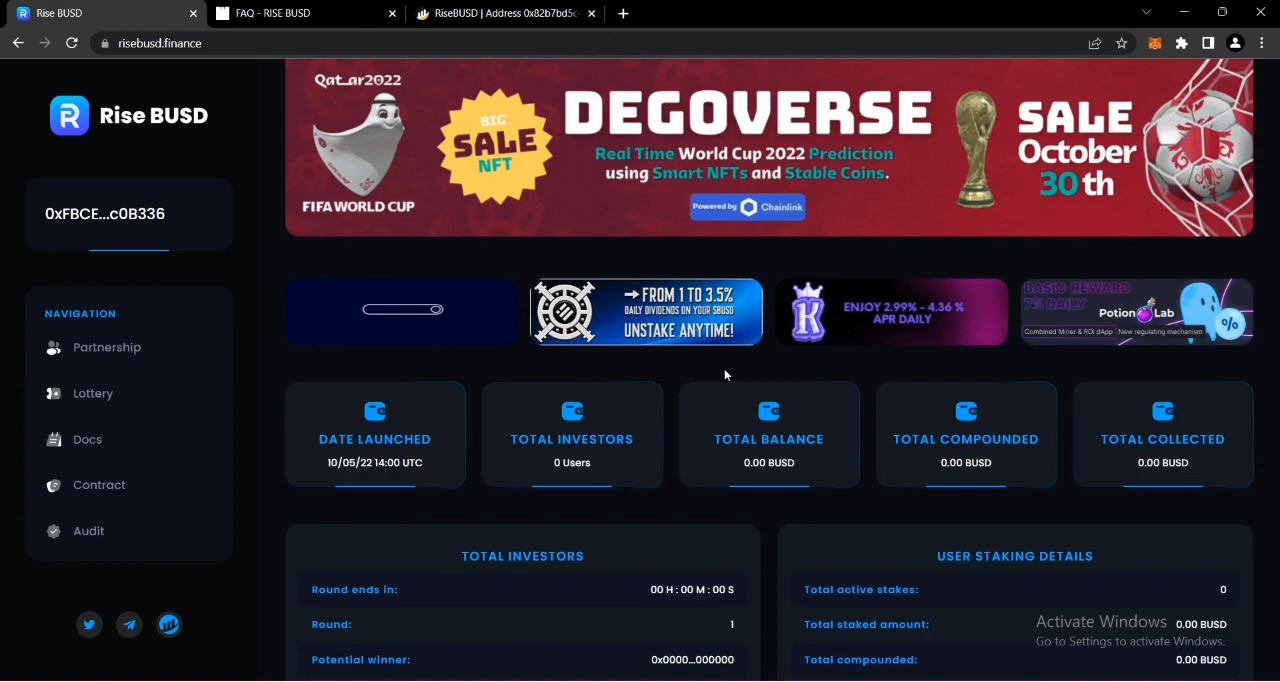 Rise BUSD
FAQ - RISE BUSD
RiseBUSD | Address 0x82b7bd5c
risebusd.finance
Rise BUSD
0xFBCE...c0B336
NAVIGATION
Partnership
Lottery
Docs
Contract
Audit
Qat_ar2022
FIFA WORLD CUP
BIG
SALE
NFT
DEGOVERSE
Real Time World Cup 2022 Prediction
using Smart NFTs and Stable Coins.
Powered by Chainlink
SALE
October
30th
FROM 1 TO 3.5%
DAILY DIVIDENDS ON YOUR $BUSD
UNSTAKE ANYTIME!
ENJOY 2.99% - 4.36 %
APR DAILY
BASIC REWARD
7% DAILY
Potion Lab
%
Combined Miner & ROI dApp
New regulating mechanism
DATE LAUNCHED
10/05/22 14:00 UTC
TOTAL INVESTORS
0 Users
TOTAL BALANCE
0.00 BUSD
TOTAL COMPOUNDED
0.00 BUSD
TOTAL COLLECTED
0.00 BUSD
TOTAL INVESTORS
Round ends in: 00 H : 00 M : 00 S
Round: 1
Potential winner: 0x0000...000000
USER STAKING DETAILS
Total active stakes: 0
Total staked amount: 0.00 BUSD
Total compounded: 0.00 BUSD
Activate Windows
Go to Settings to activate Windows.